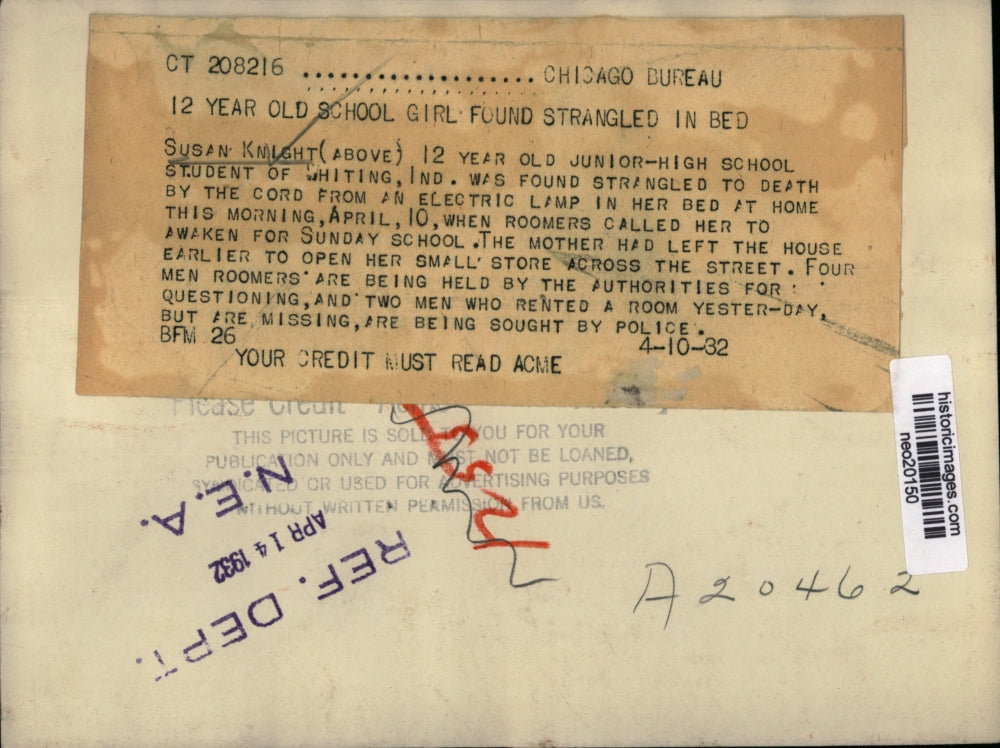 CT 208216 .................... CHICAGO BUREAU
12 YEAR OLD SCHOOL GIRL FOUND STRANGLED IN BED
SUSAN KNIGHT(ABOVE) 12 YEAR OLD JUNIOR-HIGH SCHOOL
STUDENT OF WHITING, IND. WAS FOUND STRANGLED TO DEATH
BY THE CORD FROM AN ELECTRIC LAMP IN HER BED AT HOME
THIS MORNING, APRIL, 10, WHEN ROOMERS CALLED HER TO
AWAKEN FOR SUNDAY SCHOOL. THE MOTHER HAD LEFT THE HOUSE
EARLIER TO OPEN HER SMALL STORE ACROSS THE STREET. FOUR
MEN ROOMERS ARE BEING HELD BY THE AUTHORITIES FOR
QUESTIONING, AND TWO MEN WHO RENTED A ROOM YESTER-DAY,
BUT ARE MISSING, ARE BEING SOUGHT BY POLICE.
BFM 26 4-10-32
YOUR CREDIT MUST READ ACME
Please Credit
THIS PICTURE IS SOLD TO YOU FOR YOUR
PUBLICATION ONLY AND MUST NOT BE LOANED,
SYNDICATED OR USED FOR ADVERTISING PURPOSES
WITHOUT WRITTEN PERMISSION FROM US.
N.E.A.
APR 14 1932
REF. DEPT.
A20462
historicimages.com
neo20150